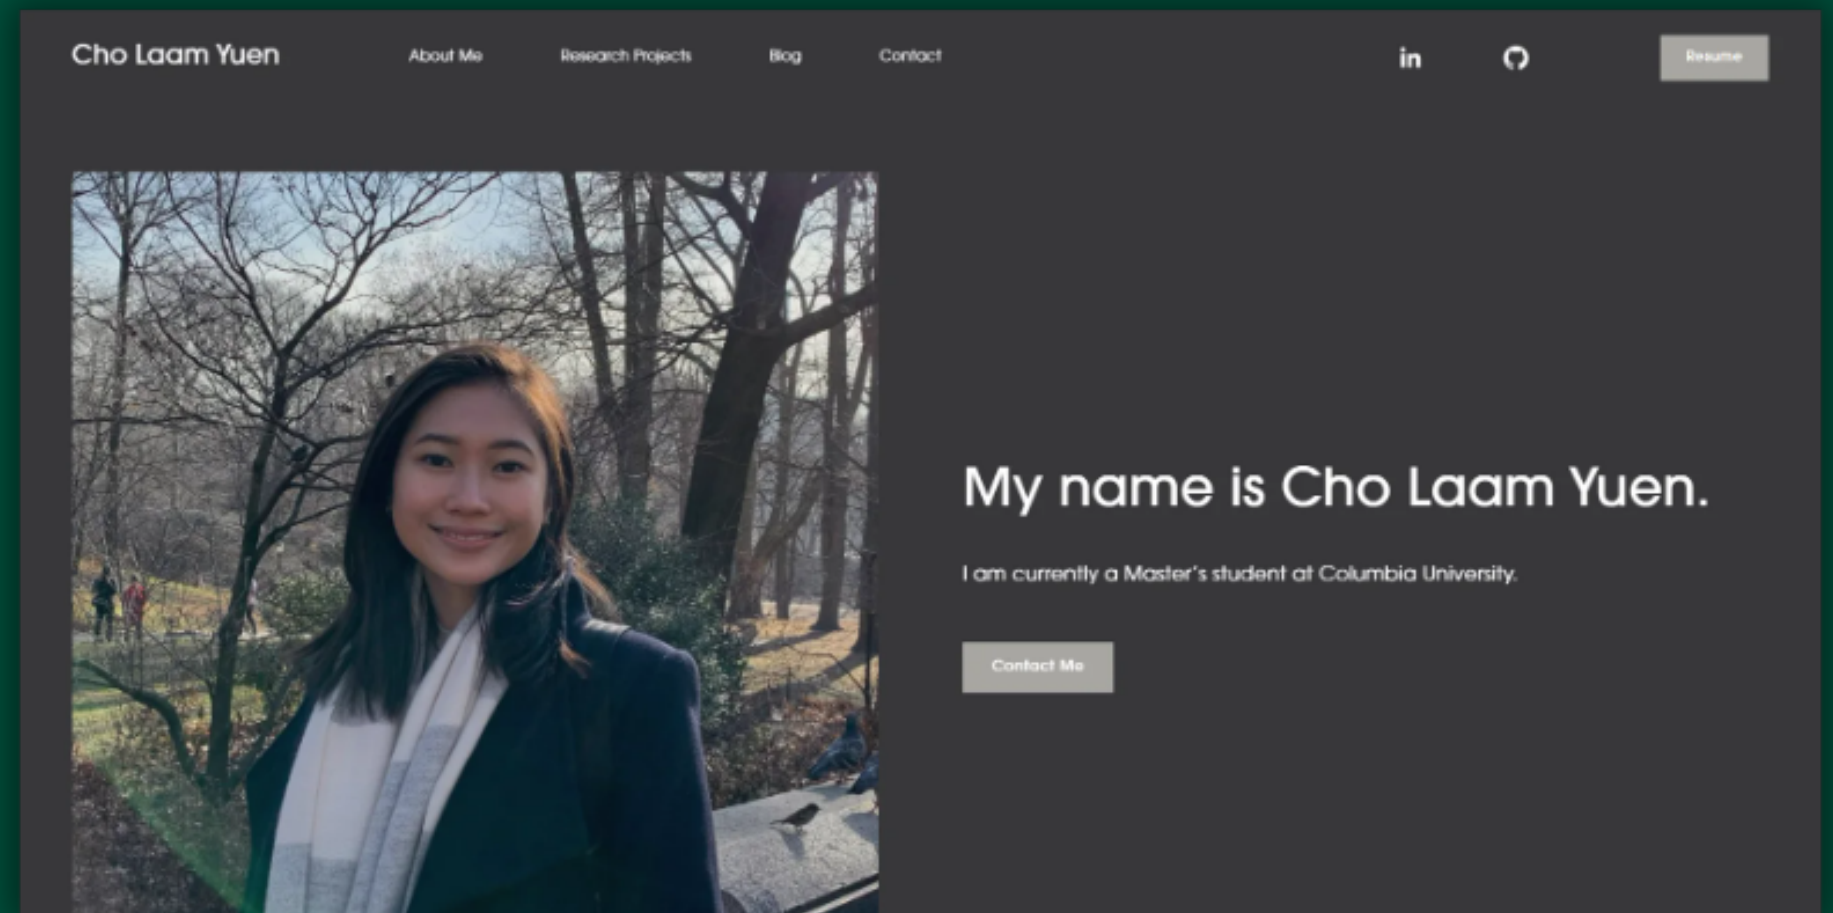 Cho Laam Yuen
About Me
Research Projects
Blog
Contact
in
Resume
My name is Cho Laam Yuen.
I am currently a Master's student at Columbia University.
Contact Me